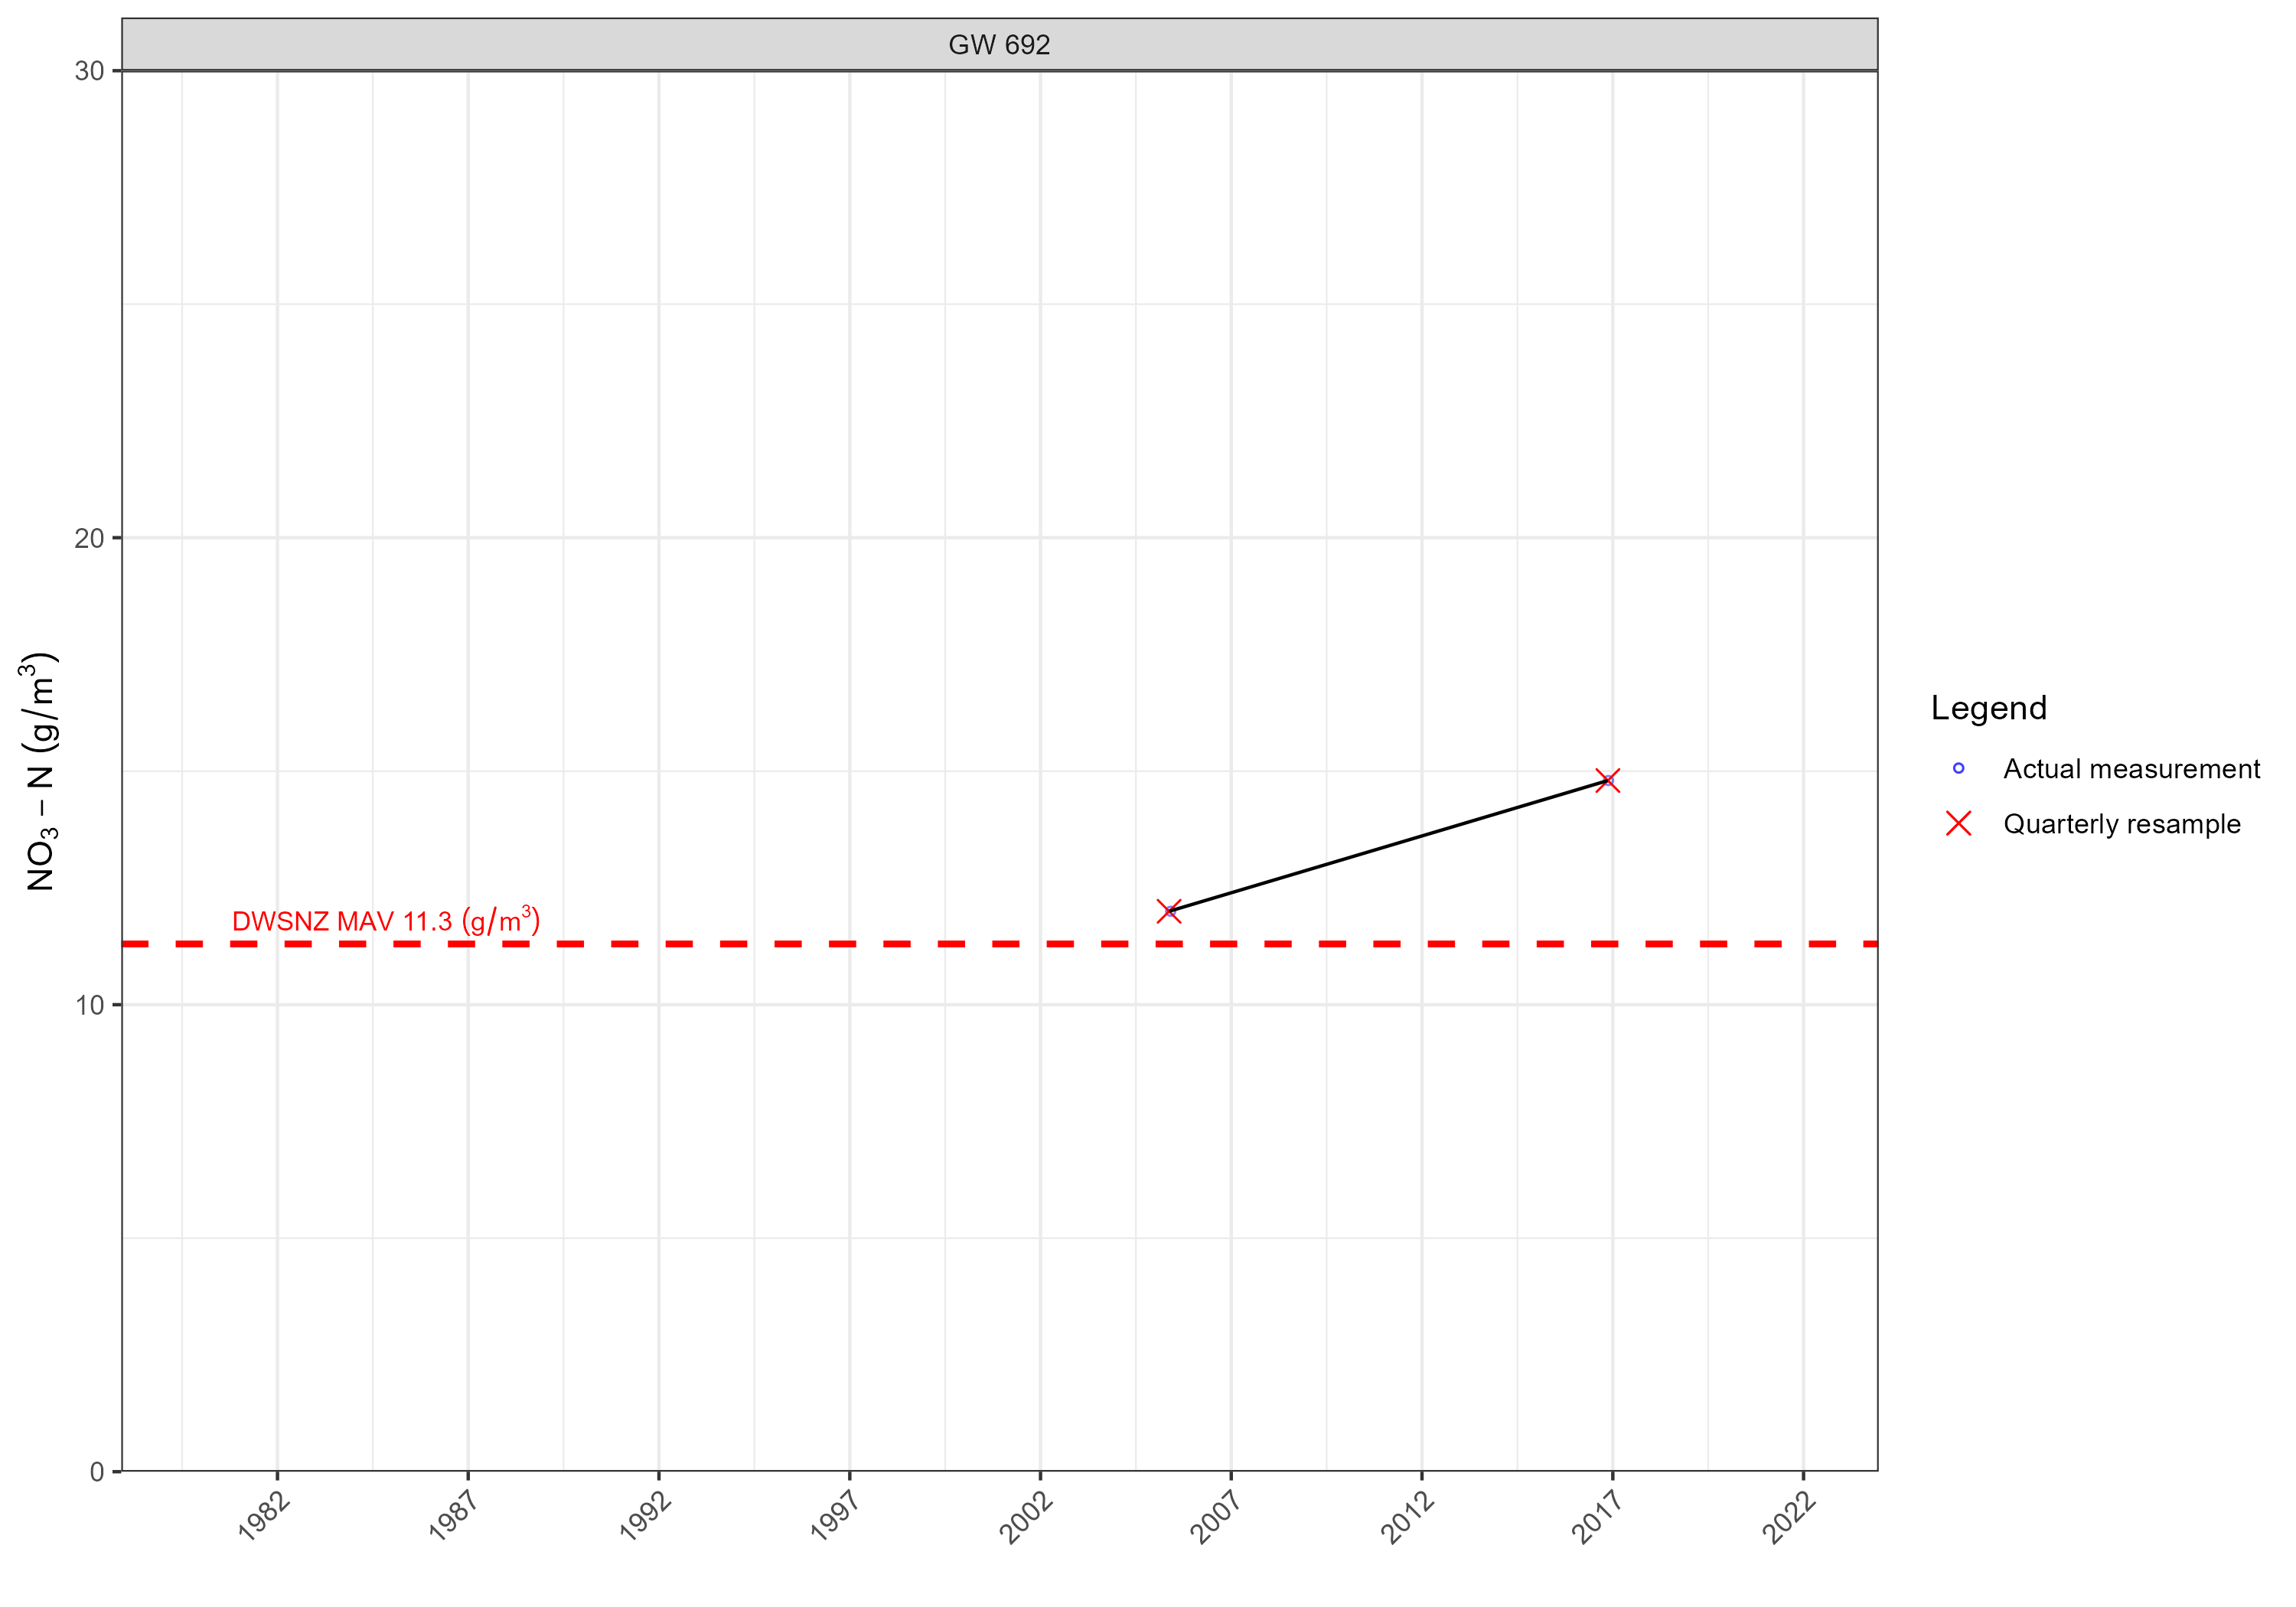 GW 692
30
20
10
0
NO₃ – N (g/m³)
DWSNZ MAV 11.3 (g/m³)
1982
1987
1992
1997
2002
2007
2012
2017
2022
Legend
Actual measurement
Quarterly resample